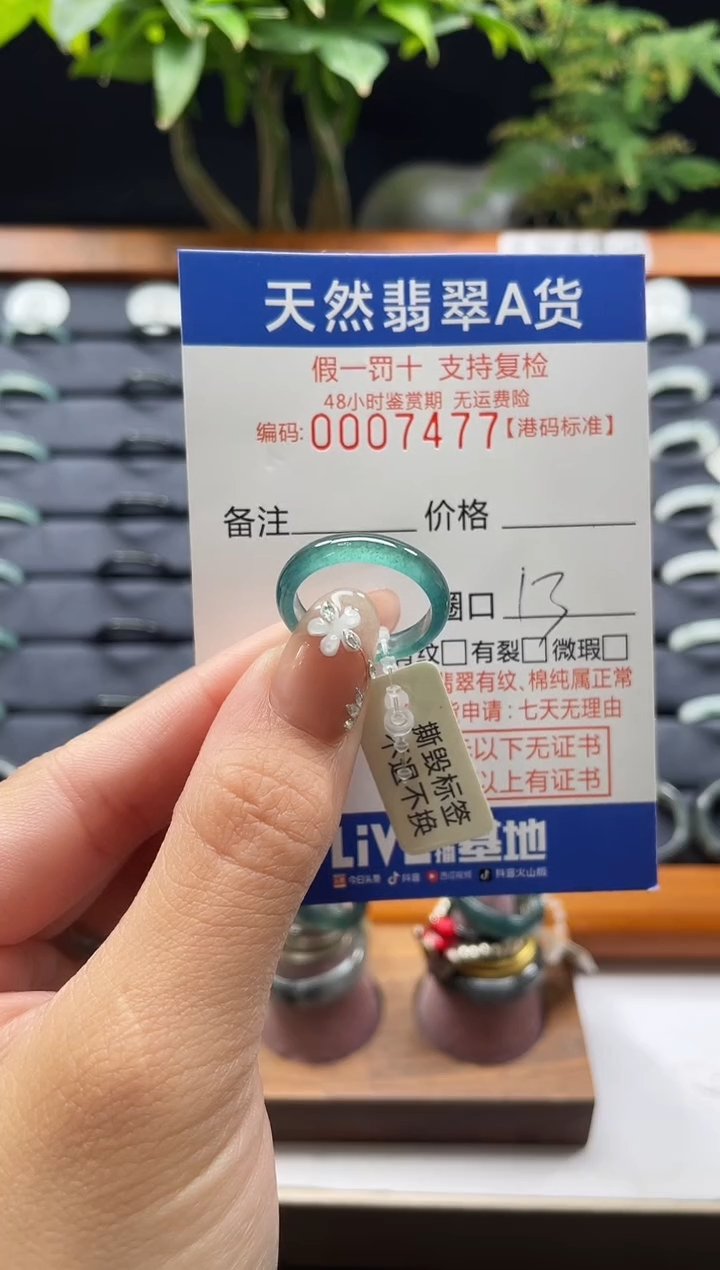 天然翡翠A货
假一罚十 支持复检
48小时鉴赏期 无运费险
编码: 0007477【港码标准】
备注 价格
圈口 13
有纹□有裂□微瑕□
翡翠有纹、棉纯属正常
申请:七天无理由
以下无证书
以上有证书
撕毁标签
不退不换
LiVE 基地
今日头条 抖音 西瓜视频 抖音火山版